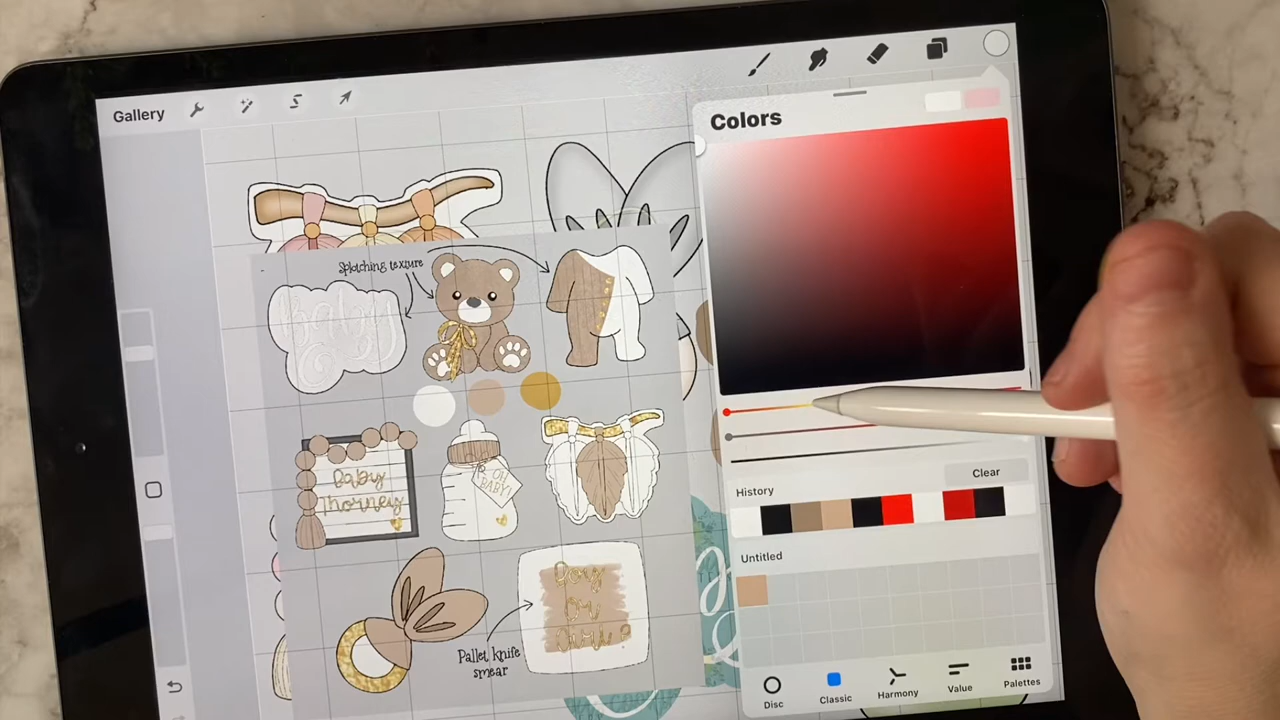 Gallery
Colors
Splotching texture
Baby
Baby
Thorney
OH
BABY!
Clear
History
Untitled
Boy
Or
Girl?
Pallet knife
smear
Disc
Classic
Harmony
Value
Palettes